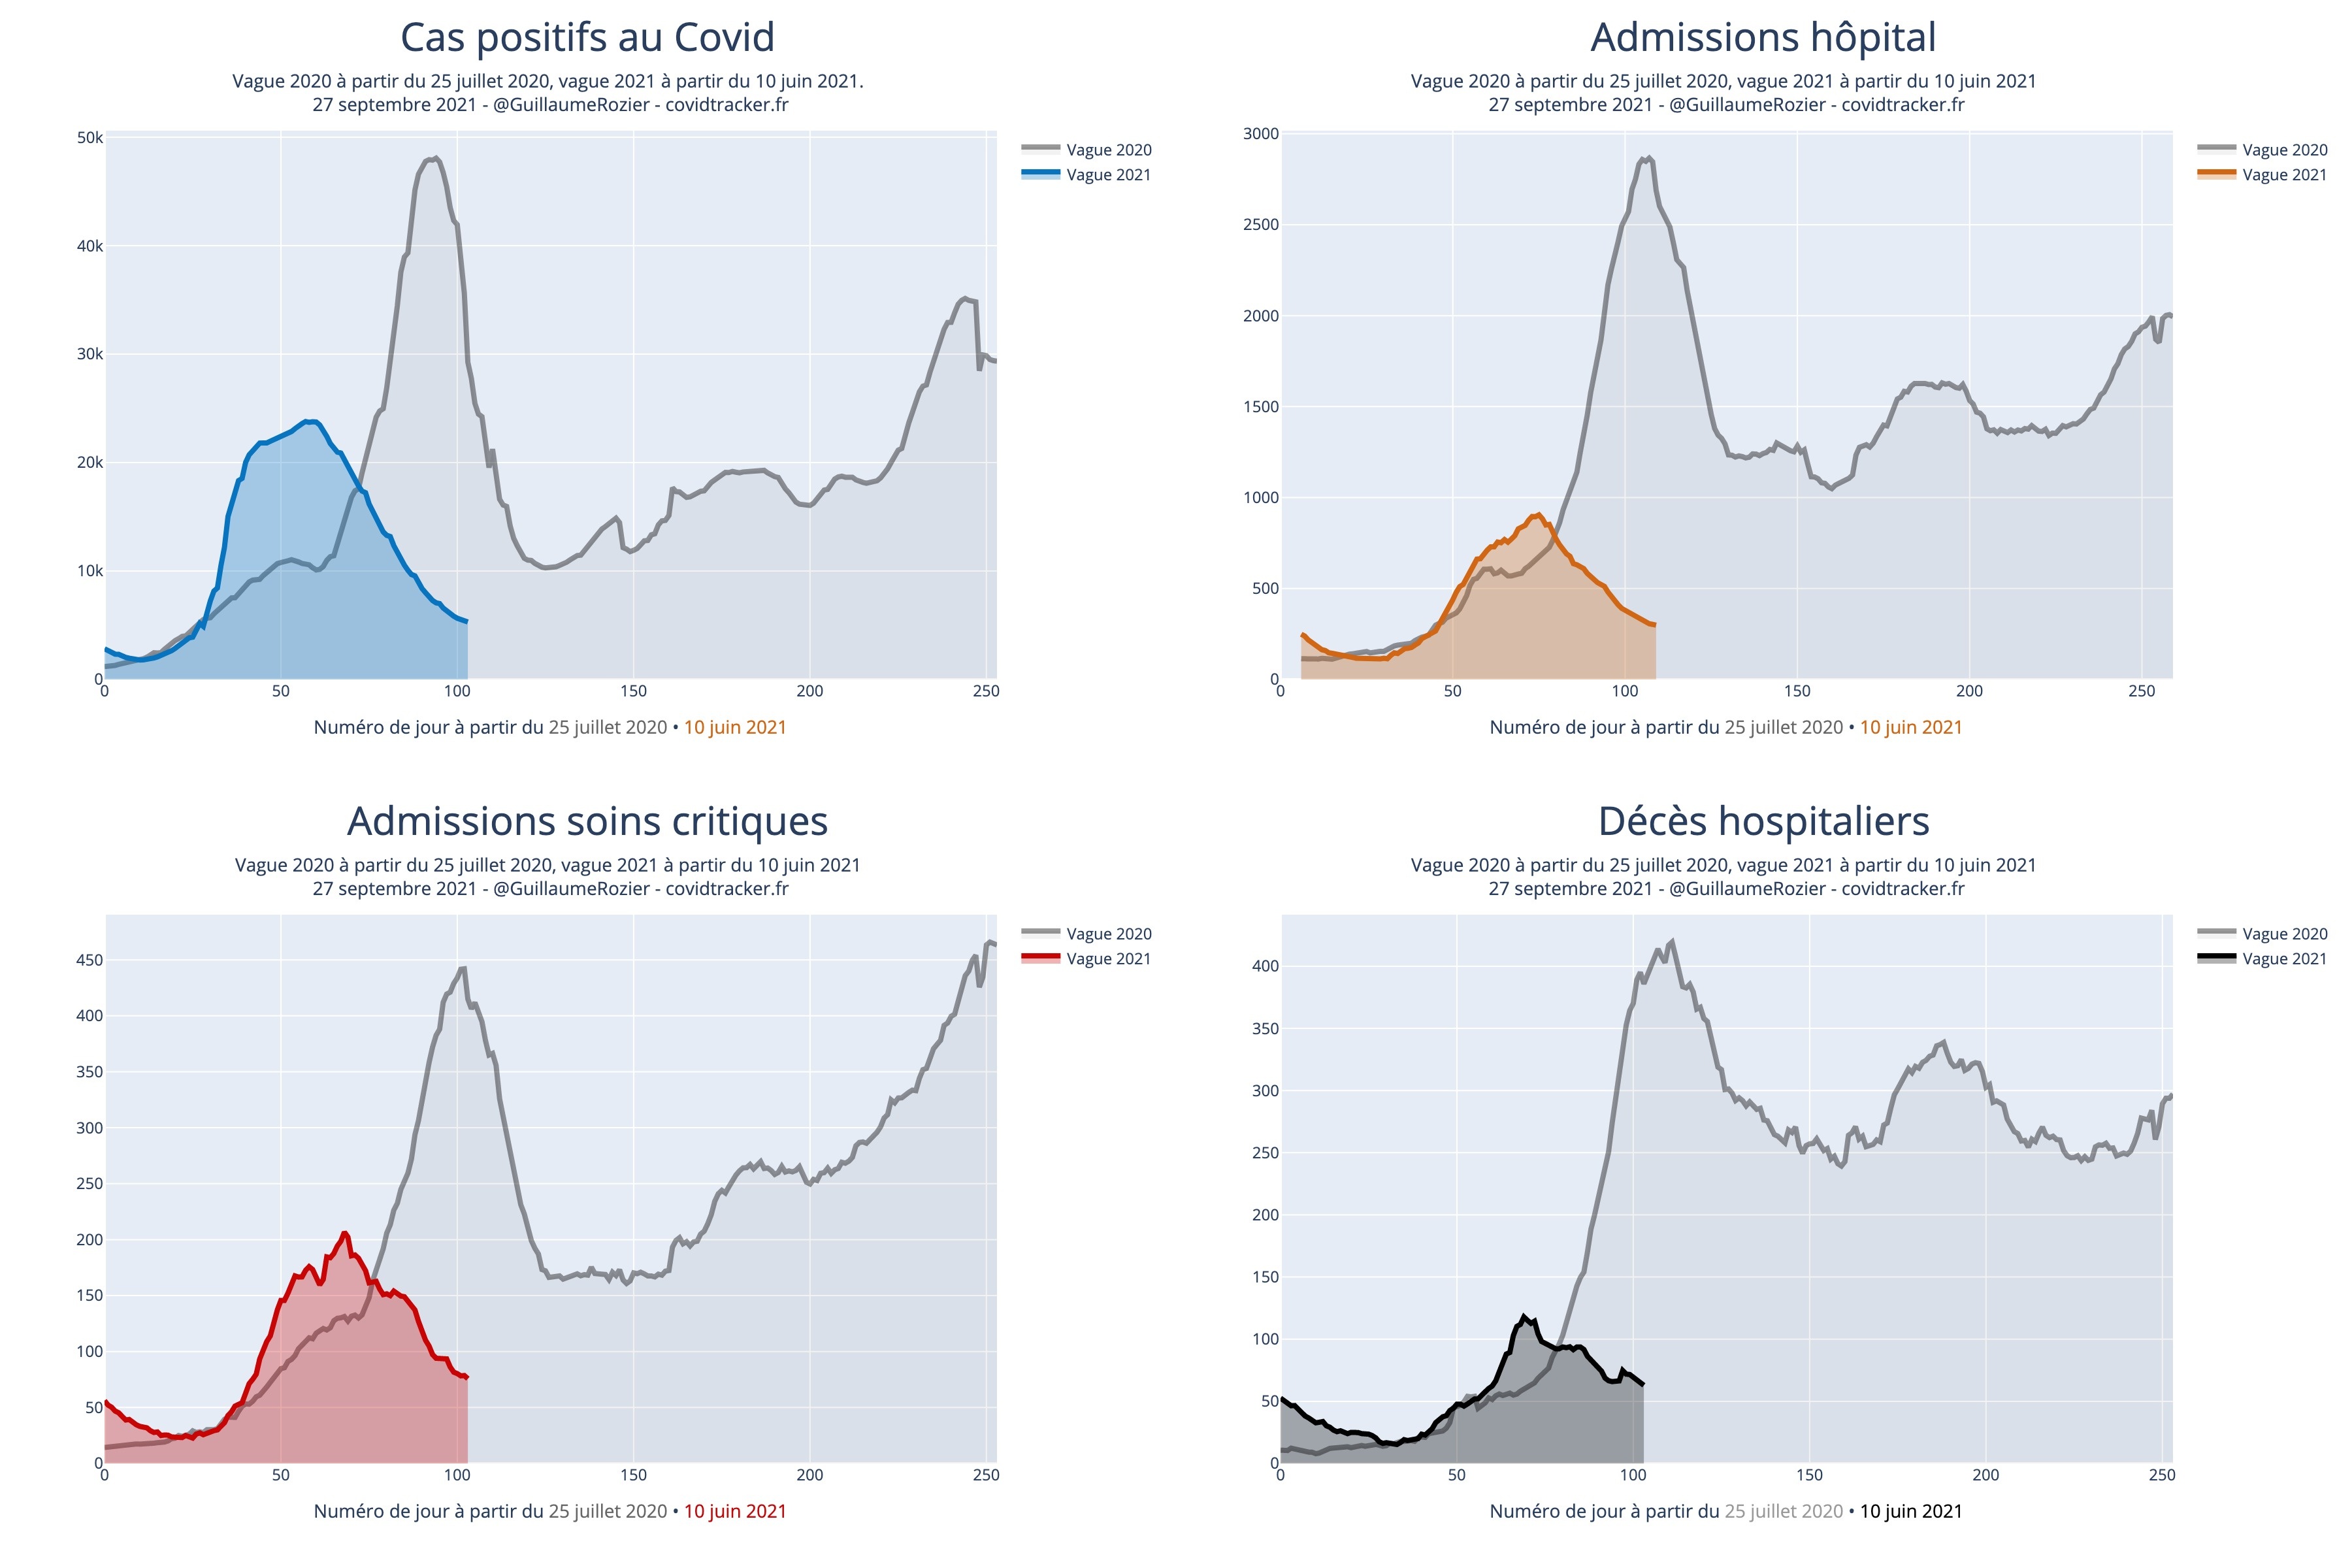 Cas positifs au Covid
Vague 2020 à partir du 25 juillet 2020, vague 2021 à partir du 10 juin 2021.
27 septembre 2021 - @GuillaumeRozier - covidtracker.fr
Vague 2020
Vague 2021
50k
40k
30k
20k
10k
0
0 50 100 150 200 250
Numéro de jour à partir du 25 juillet 2020 • 10 juin 2021
Admissions hôpital
Vague 2020 à partir du 25 juillet 2020, vague 2021 à partir du 10 juin 2021
27 septembre 2021 - @GuillaumeRozier - covidtracker.fr
Vague 2020
Vague 2021
3000
2500
2000
1500
1000
500
0
0 50 100 150 200 250
Numéro de jour à partir du 25 juillet 2020 • 10 juin 2021
Admissions soins critiques
Vague 2020 à partir du 25 juillet 2020, vague 2021 à partir du 10 juin 2021
27 septembre 2021 - @GuillaumeRozier - covidtracker.fr
Vague 2020
Vague 2021
450
400
350
300
250
200
150
100
50
0
0 50 100 150 200 250
Numéro de jour à partir du 25 juillet 2020 • 10 juin 2021
Décès hospitaliers
Vague 2020 à partir du 25 juillet 2020, vague 2021 à partir du 10 juin 2021
27 septembre 2021 - @GuillaumeRozier - covidtracker.fr
Vague 2020
Vague 2021
400
350
300
250
200
150
100
50
0
0 50 100 150 200 250
Numéro de jour à partir du 25 juillet 2020 • 10 juin 2021